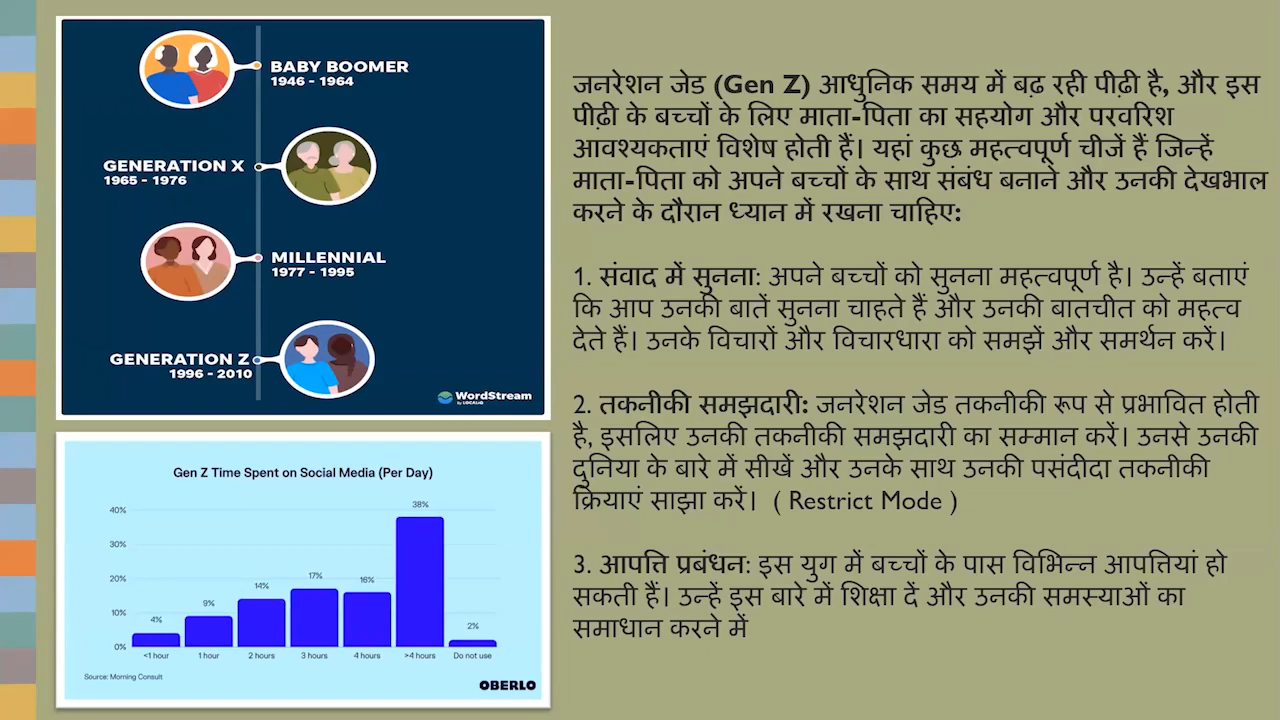 BABY BOOMER
1946 - 1964
GENERATION X
1965 - 1976
MILLENNIAL
1977 - 1995
GENERATION Z
1996 - 2010
WordStream
by LOCALiQ
Gen Z Time Spent on Social Media (Per Day)
40%
30%
20%
10%
0%
4%
9%
14%
17%
16%
38%
2%
<1 hour
1 hour
2 hours
3 hours
4 hours
>4 hours
Do not use
Source: Morning Consult
OBERLO
जनरेशन जेड (Gen Z) आधुनिक समय में बढ़ रही पीढ़ी है, और इस
पीढ़ी के बच्चों के लिए माता-पिता का सहयोग और परवरिश
आवश्यकताएं विशेष होती हैं। यहां कुछ महत्वपूर्ण चीजें हैं जिन्हें
माता-पिता को अपने बच्चों के साथ संबंध बनाने और उनकी देखभाल
करने के दौरान ध्यान में रखना चाहिए:
1. संवाद में सुनना: अपने बच्चों को सुनना महत्वपूर्ण है। उन्हें बताएं
कि आप उनकी बातें सुनना चाहते हैं और उनकी बातचीत को महत्व
देते हैं। उनके विचारों और विचारधारा को समझें और समर्थन करें।
2. तकनीकी समझदारी: जनरेशन जेड तकनीकी रूप से प्रभावित होती
है, इसलिए उनकी तकनीकी समझदारी का सम्मान करें। उनसे उनकी
दुनिया के बारे में सीखें और उनके साथ उनकी पसंदीदा तकनीकी
क्रियाएं साझा करें। ( Restrict Mode )
3. आपत्ति प्रबंधन: इस युग में बच्चों के पास विभिन्न आपत्तियां हो
सकती हैं। उन्हें इस बारे में शिक्षा दें और उनकी समस्याओं का
समाधान करने में